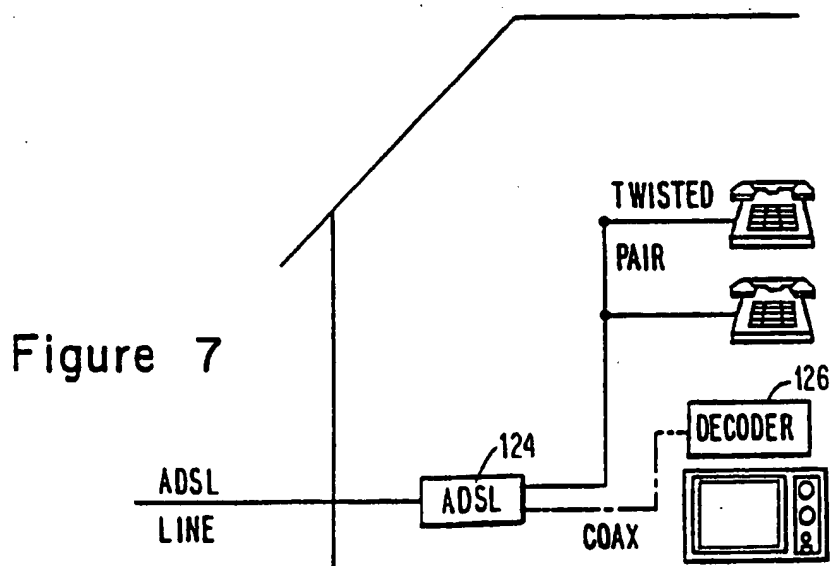 TWISTED
PAIR
Figure 7
126
DECODER
124
ADSL
ADSL
LINE
COAX